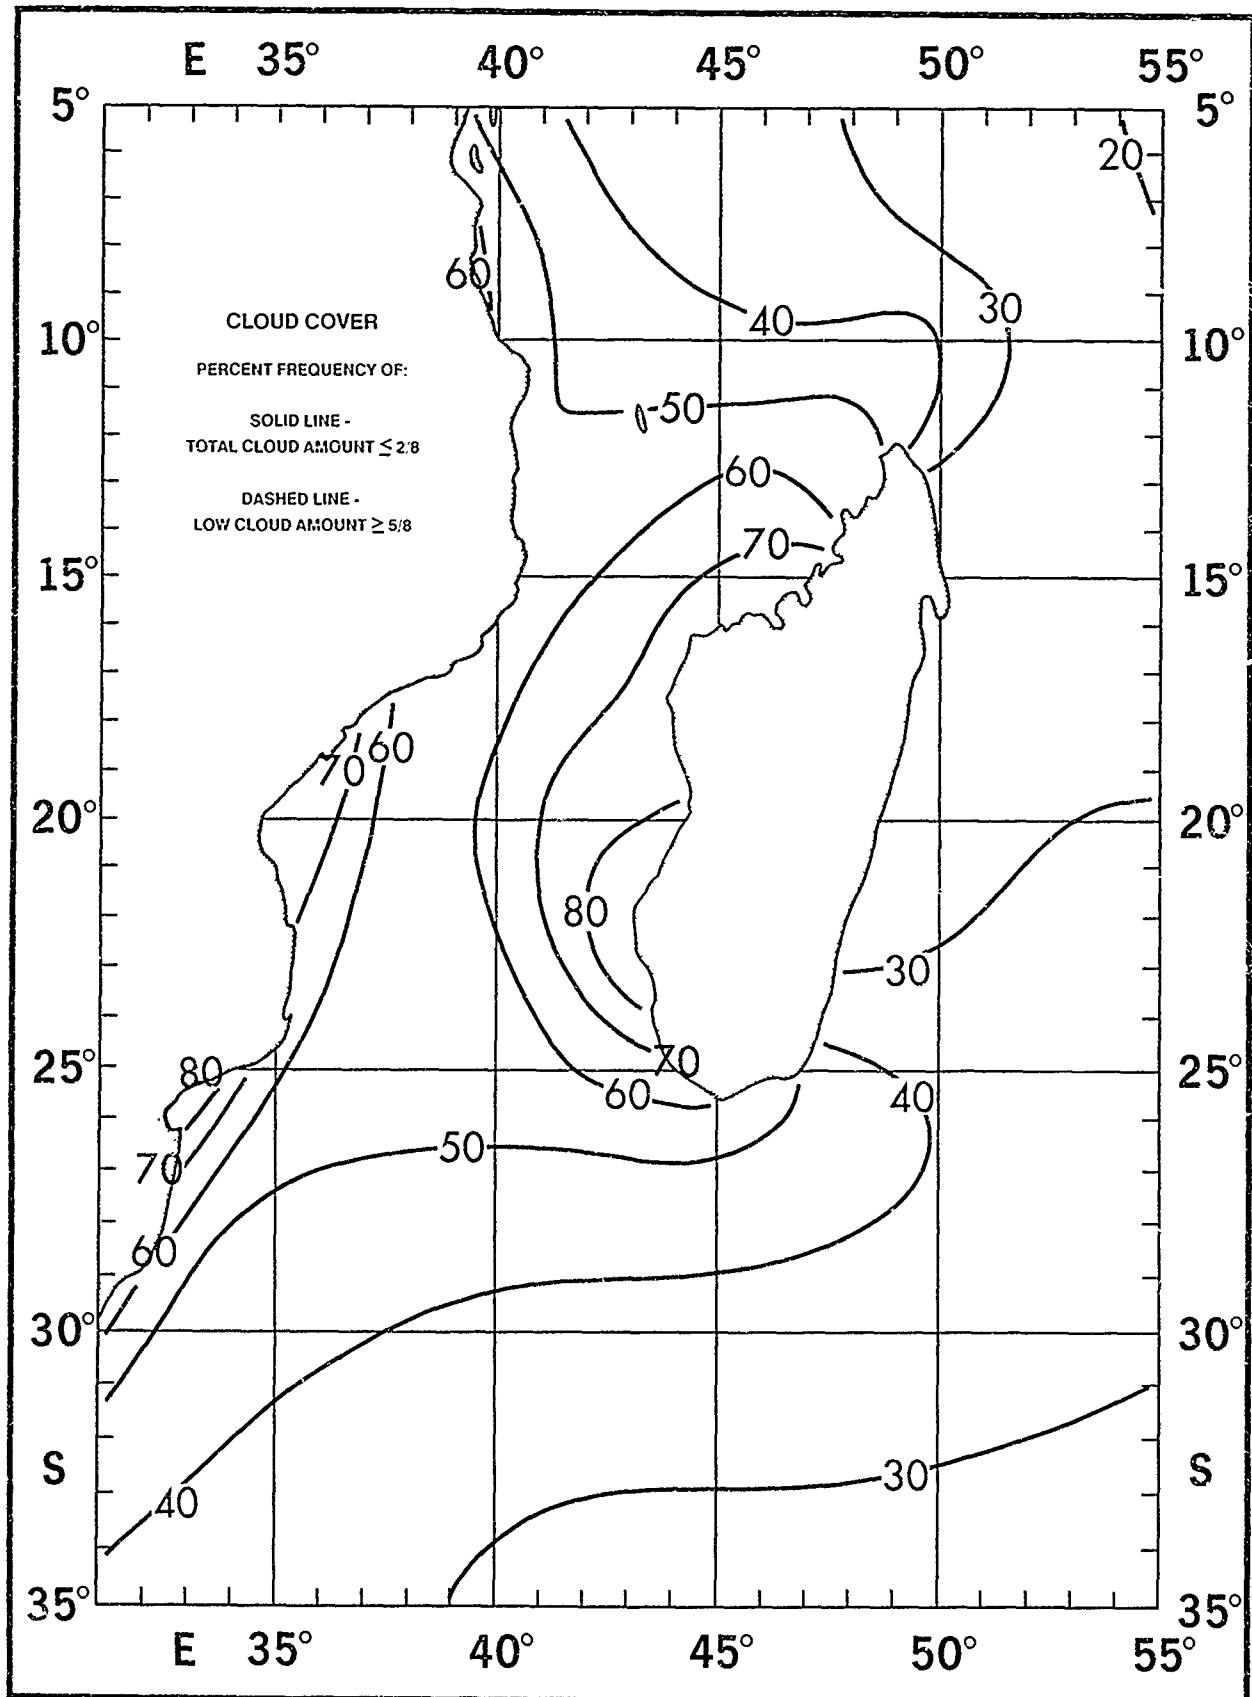 E 35° 40° 45° 50° 55°
5° 5°
20
60
30
CLOUD COVER
40
10° 10°
PERCENT FREQUENCY OF:
50
SOLID LINE -
TOTAL CLOUD AMOUNT ≤ 2/8
60
DASHED LINE -
LOW CLOUD AMOUNT ≥ 5/8
70
15° 15°
60
70
20° 20°
80
30
70
25° 80 25°
60 40
50
70
60
30° 30°
S S
30
40
35° 35°
E 35° 40° 45° 50° 55°